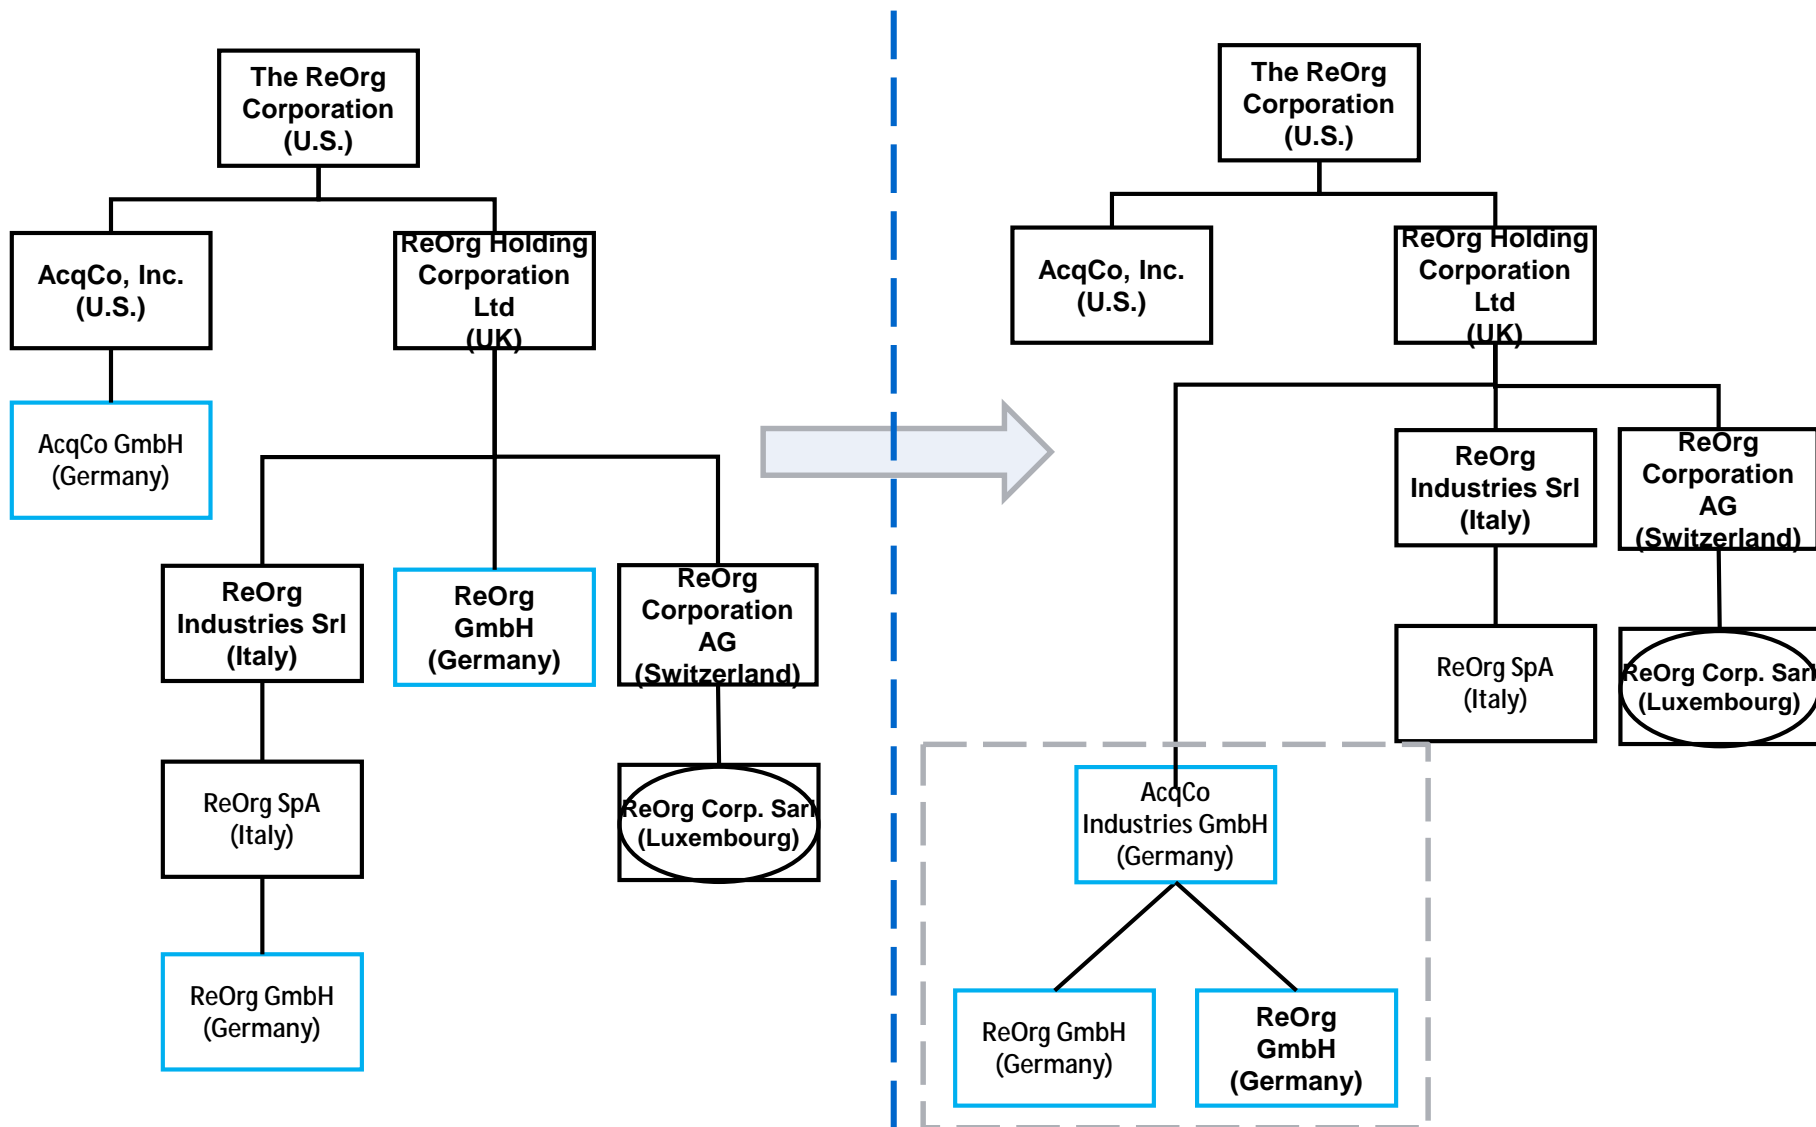 The ReOrg
Corporation
(U.S.)
AcqCo, Inc.
(U.S.)
ReOrg Holding
Corporation
Ltd
(UK)
AcqCo GmbH
(Germany)
ReOrg
Industries Srl
(Italy)
ReOrg
GmbH
(Germany)
ReOrg
Corporation
AG
(Switzerland)
ReOrg SpA
(Italy)
ReOrg Corp. Sarl
(Luxembourg)
ReOrg GmbH
(Germany)
The ReOrg
Corporation
(U.S.)
AcqCo, Inc.
(U.S.)
ReOrg Holding
Corporation
Ltd
(UK)
ReOrg
Industries Srl
(Italy)
ReOrg
Corporation
AG
(Switzerland)
ReOrg SpA
(Italy)
ReOrg Corp. Sarl
(Luxembourg)
AcqCo
Industries GmbH
(Germany)
ReOrg GmbH
(Germany)
ReOrg
GmbH
(Germany)